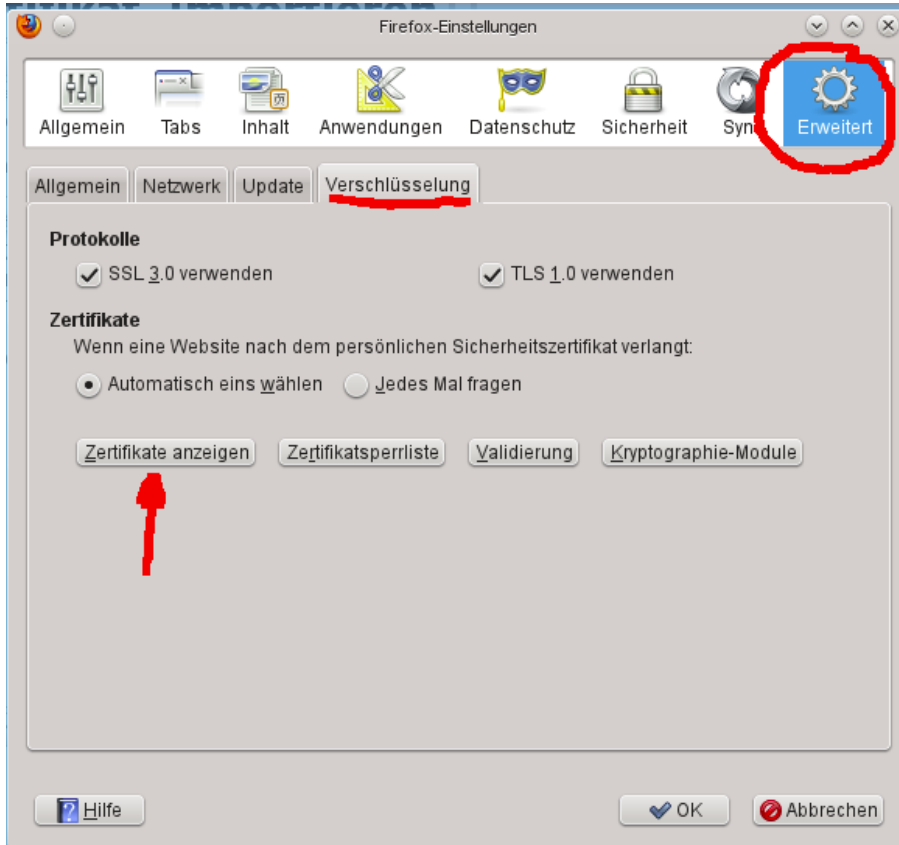 Firefox-Einstellungen
Allgemein Tabs Inhalt Anwendungen Datenschutz Sicherheit Erweitert
Allgemein Netzwerk Update Verschlüsselung
Protokolle
SSL 3.0 verwenden TLS 1.0 verwenden
Zertifikate
Wenn eine Website nach dem persönlichen Sicherheitszertifikat verlangt:
Automatisch eins wählen Jedes Mal fragen
Zertifikate anzeigen Zertifikatsperrliste Validierung Kryptographie-Module
Hilfe OK Abbrechen